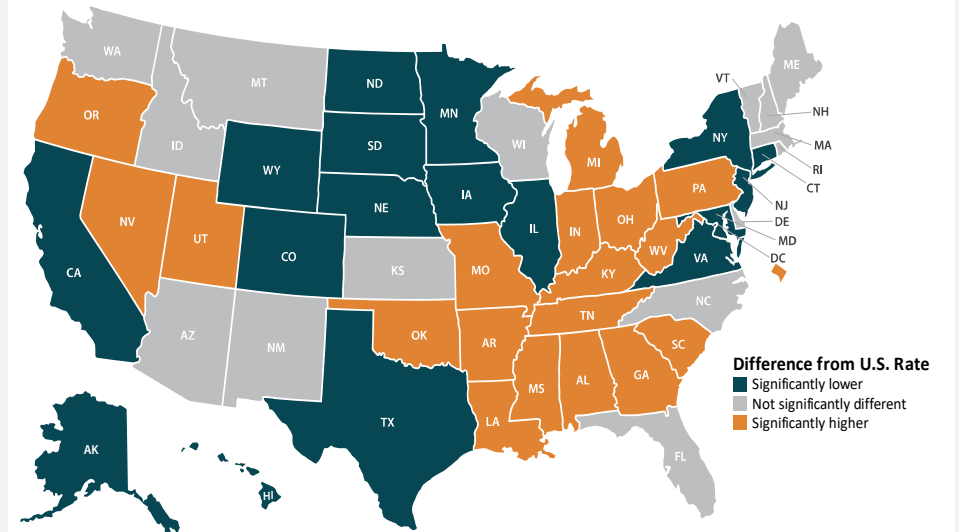 WA
MT
ND
MN
VT
ME
OR
ID
WI
NH
NY
MA
SD
MI
RI
WY
CT
IA
PA
NE
NJ
NV
UT
IL
IN
OH
DE
CO
WV
MD
VA
DC
CA
KS
MO
KY
NC
AZ
NM
OK
TN
AR
SC
MS
AL
GA
TX
LA
FL
AK
HI
Difference from U.S. Rate
Significantly lower
Not significantly different
Significantly higher